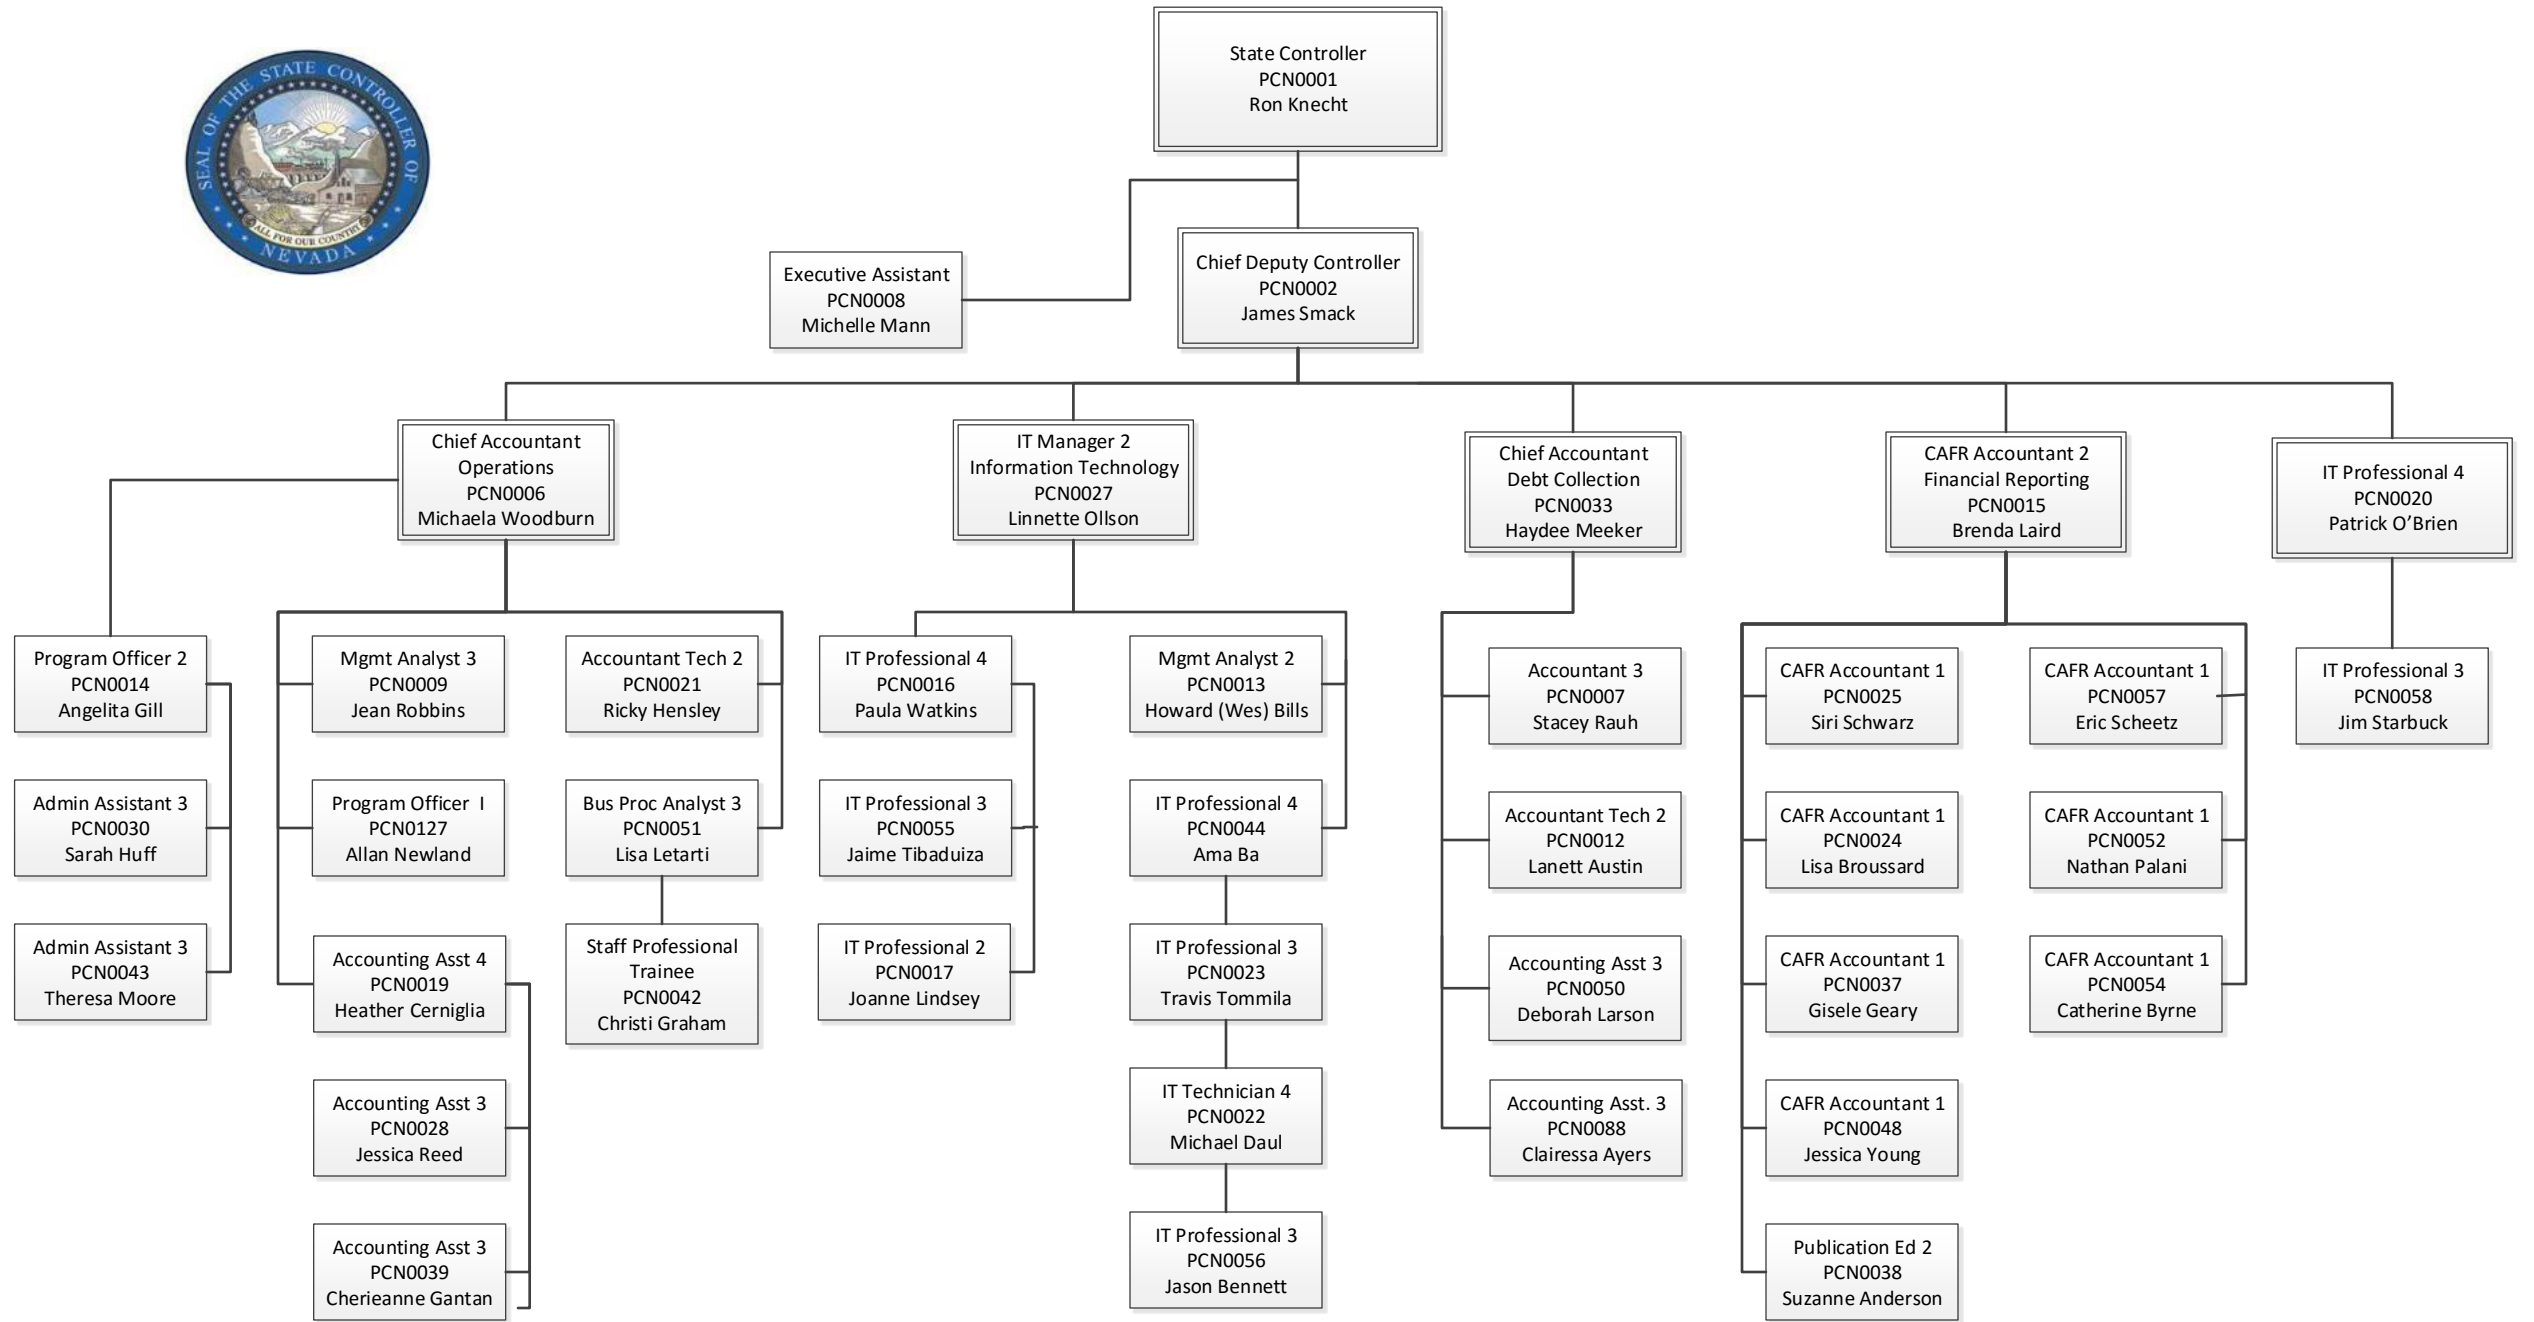 SEAL OF THE STATE CONTROLLER OF
NEVADA
ALL FOR OUR COUNTRY
State Controller
PCN0001
Ron Knecht
Executive Assistant
PCN0008
Michelle Mann
Chief Deputy Controller
PCN0002
James Smack
Chief Accountant
Operations
PCN0006
Michaela Woodburn
IT Manager 2
Information Technology
PCN0027
Linnette Ollson
Chief Accountant
Debt Collection
PCN0033
Haydee Meeker
CAFR Accountant 2
Financial Reporting
PCN0015
Brenda Laird
IT Professional 4
PCN0020
Patrick O’Brien
Program Officer 2
PCN0014
Angelita Gill
Admin Assistant 3
PCN0030
Sarah Huff
Admin Assistant 3
PCN0043
Theresa Moore
Mgmt Analyst 3
PCN0009
Jean Robbins
Program Officer I
PCN0127
Allan Newland
Accounting Asst 4
PCN0019
Heather Cerniglia
Accounting Asst 3
PCN0028
Jessica Reed
Accounting Asst 3
PCN0039
Cherieanne Gantan
Accountant Tech 2
PCN0021
Ricky Hensley
Bus Proc Analyst 3
PCN0051
Lisa Letarti
Staff Professional
Trainee
PCN0042
Christi Graham
IT Professional 4
PCN0016
Paula Watkins
IT Professional 3
PCN0055
Jaime Tibaduiza
IT Professional 2
PCN0017
Joanne Lindsey
Mgmt Analyst 2
PCN0013
Howard (Wes) Bills
IT Professional 4
PCN0044
Ama Ba
IT Professional 3
PCN0023
Travis Tommila
IT Technician 4
PCN0022
Michael Daul
IT Professional 3
PCN0056
Jason Bennett
Accountant 3
PCN0007
Stacey Rauh
Accountant Tech 2
PCN0012
Lanett Austin
Accounting Asst 3
PCN0050
Deborah Larson
Accounting Asst. 3
PCN0088
Clairessa Ayers
CAFR Accountant 1
PCN0025
Siri Schwarz
CAFR Accountant 1
PCN0024
Lisa Broussard
CAFR Accountant 1
PCN0037
Gisele Geary
CAFR Accountant 1
PCN0048
Jessica Young
Publication Ed 2
PCN0038
Suzanne Anderson
CAFR Accountant 1
PCN0057
Eric Scheetz
CAFR Accountant 1
PCN0052
Nathan Palani
CAFR Accountant 1
PCN0054
Catherine Byrne
IT Professional 3
PCN0058
Jim Starbuck